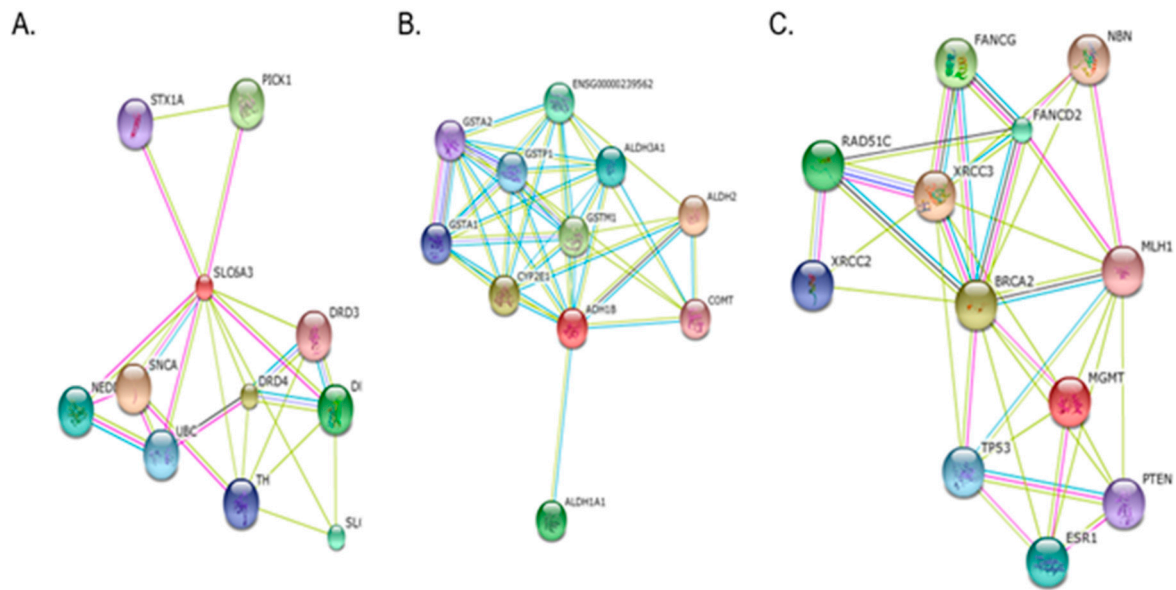 A.
STX1A
PICK1
SLC6A3
DRD3
SNCA
DRD4
UBC
TH
B.
ENSG00000239562
GSTA2
GSTP1
ALDH3A1
ALDH2
GSTM1
GSTA1
CYP2E1
ADH1B
COMT
ALDH1A1
C.
FANCG
NBN
FANCD2
RAD51C
XRCC3
MLH1
XRCC2
BRCA2
MGMT
TP53
PTEN
ESR1